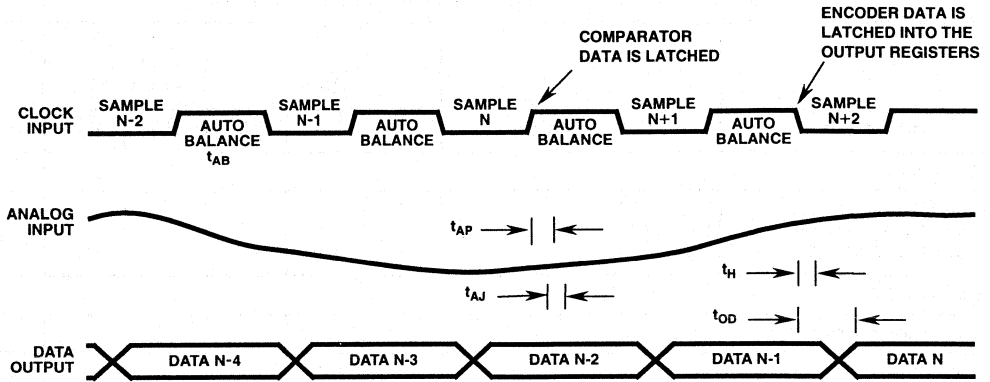 COMPARATOR
DATA IS LATCHED
ENCODER DATA IS
LATCHED INTO THE
OUTPUT REGISTERS
CLOCK
INPUT
SAMPLE
N-2
AUTO
BALANCE
tAB
SAMPLE
N-1
AUTO
BALANCE
SAMPLE
N
AUTO
BALANCE
SAMPLE
N+1
AUTO
BALANCE
SAMPLE
N+2
ANALOG
INPUT
tAP
tAJ
tH
tOD
DATA
OUTPUT
DATA N-4
DATA N-3
DATA N-2
DATA N-1
DATA N